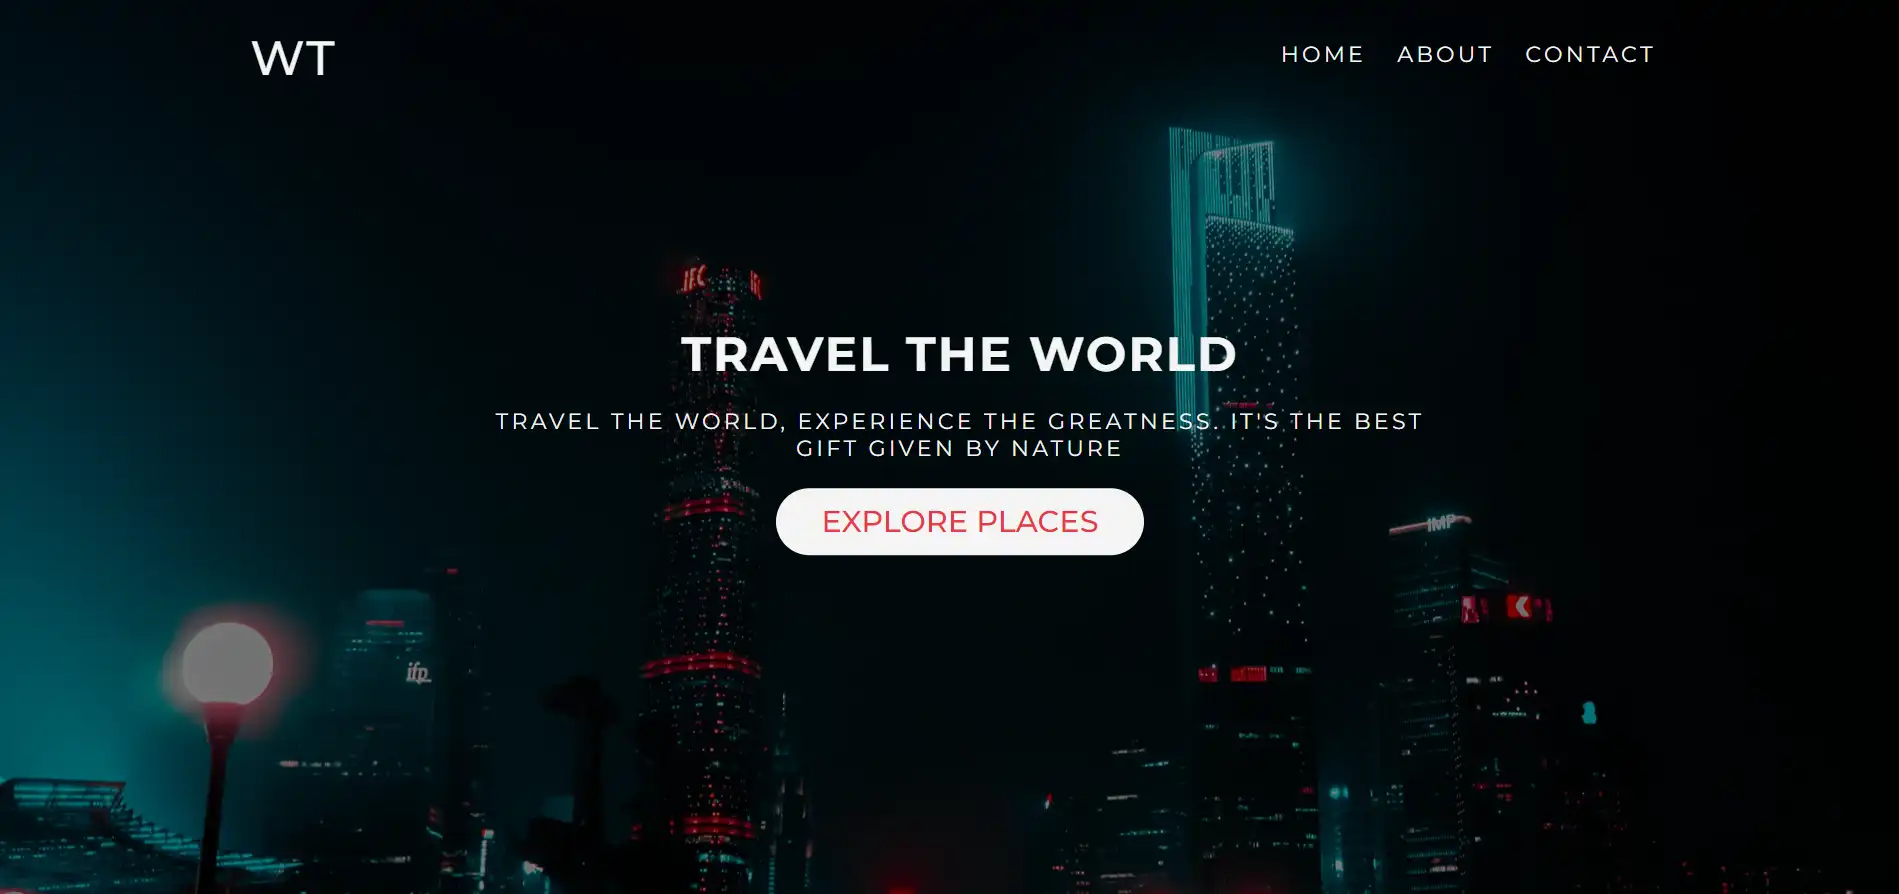 WT
HOME ABOUT CONTACT
IFC
TRAVEL THE WORLD
TRAVEL THE WORLD, EXPERIENCE THE GREATNESS. IT'S THE BEST
GIFT GIVEN BY NATURE
EXPLORE PLACES
IMP
ifp